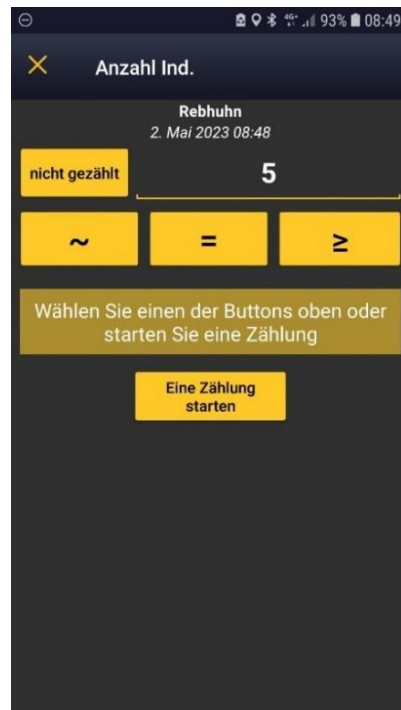 4G+ 93% 08:49
Anzahl Ind.
Rebhuhn
2. Mai 2023 08:48
nicht gezählt
5
~ = ≥
Wählen Sie einen der Buttons oben oder
starten Sie eine Zählung
Eine Zählung
starten